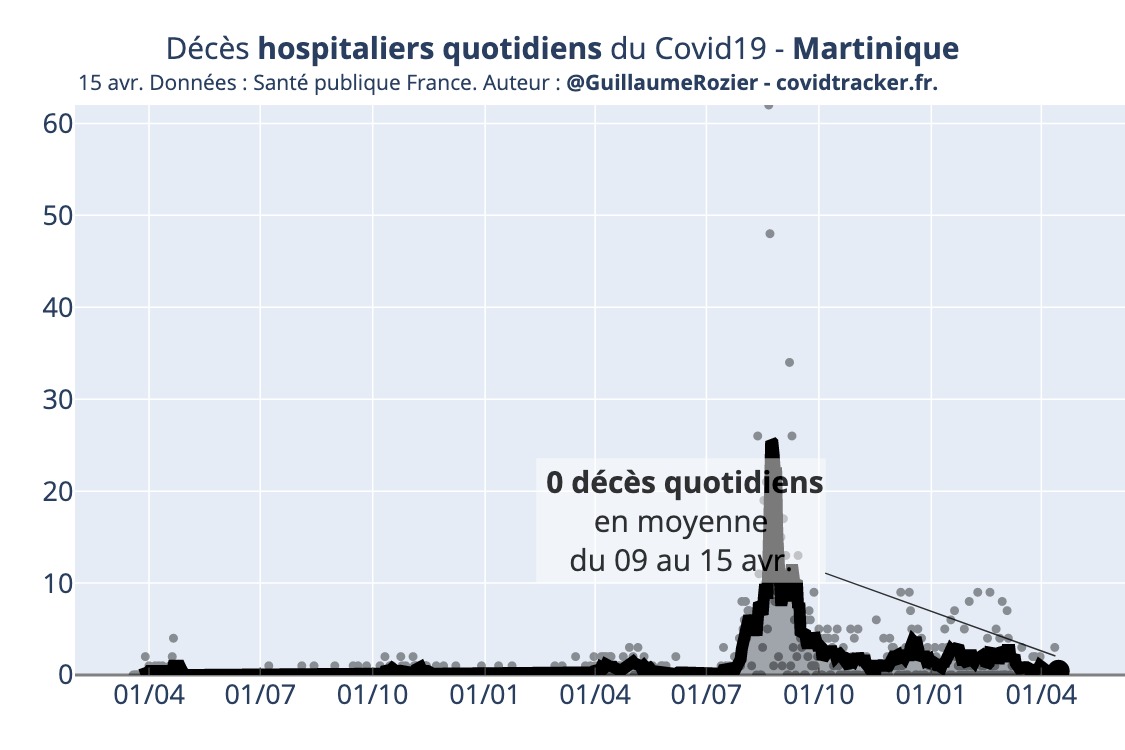 Décès hospitaliers quotidiens du Covid19 - Martinique
15 avr. Données : Santé publique France. Auteur : @GuillaumeRozier - covidtracker.fr.
60
50
40
30
20
10
0
0 décès quotidiens
en moyenne
du 09 au 15 avr.
01/04 01/07 01/10 01/01 01/04 01/07 01/10 01/01 01/04